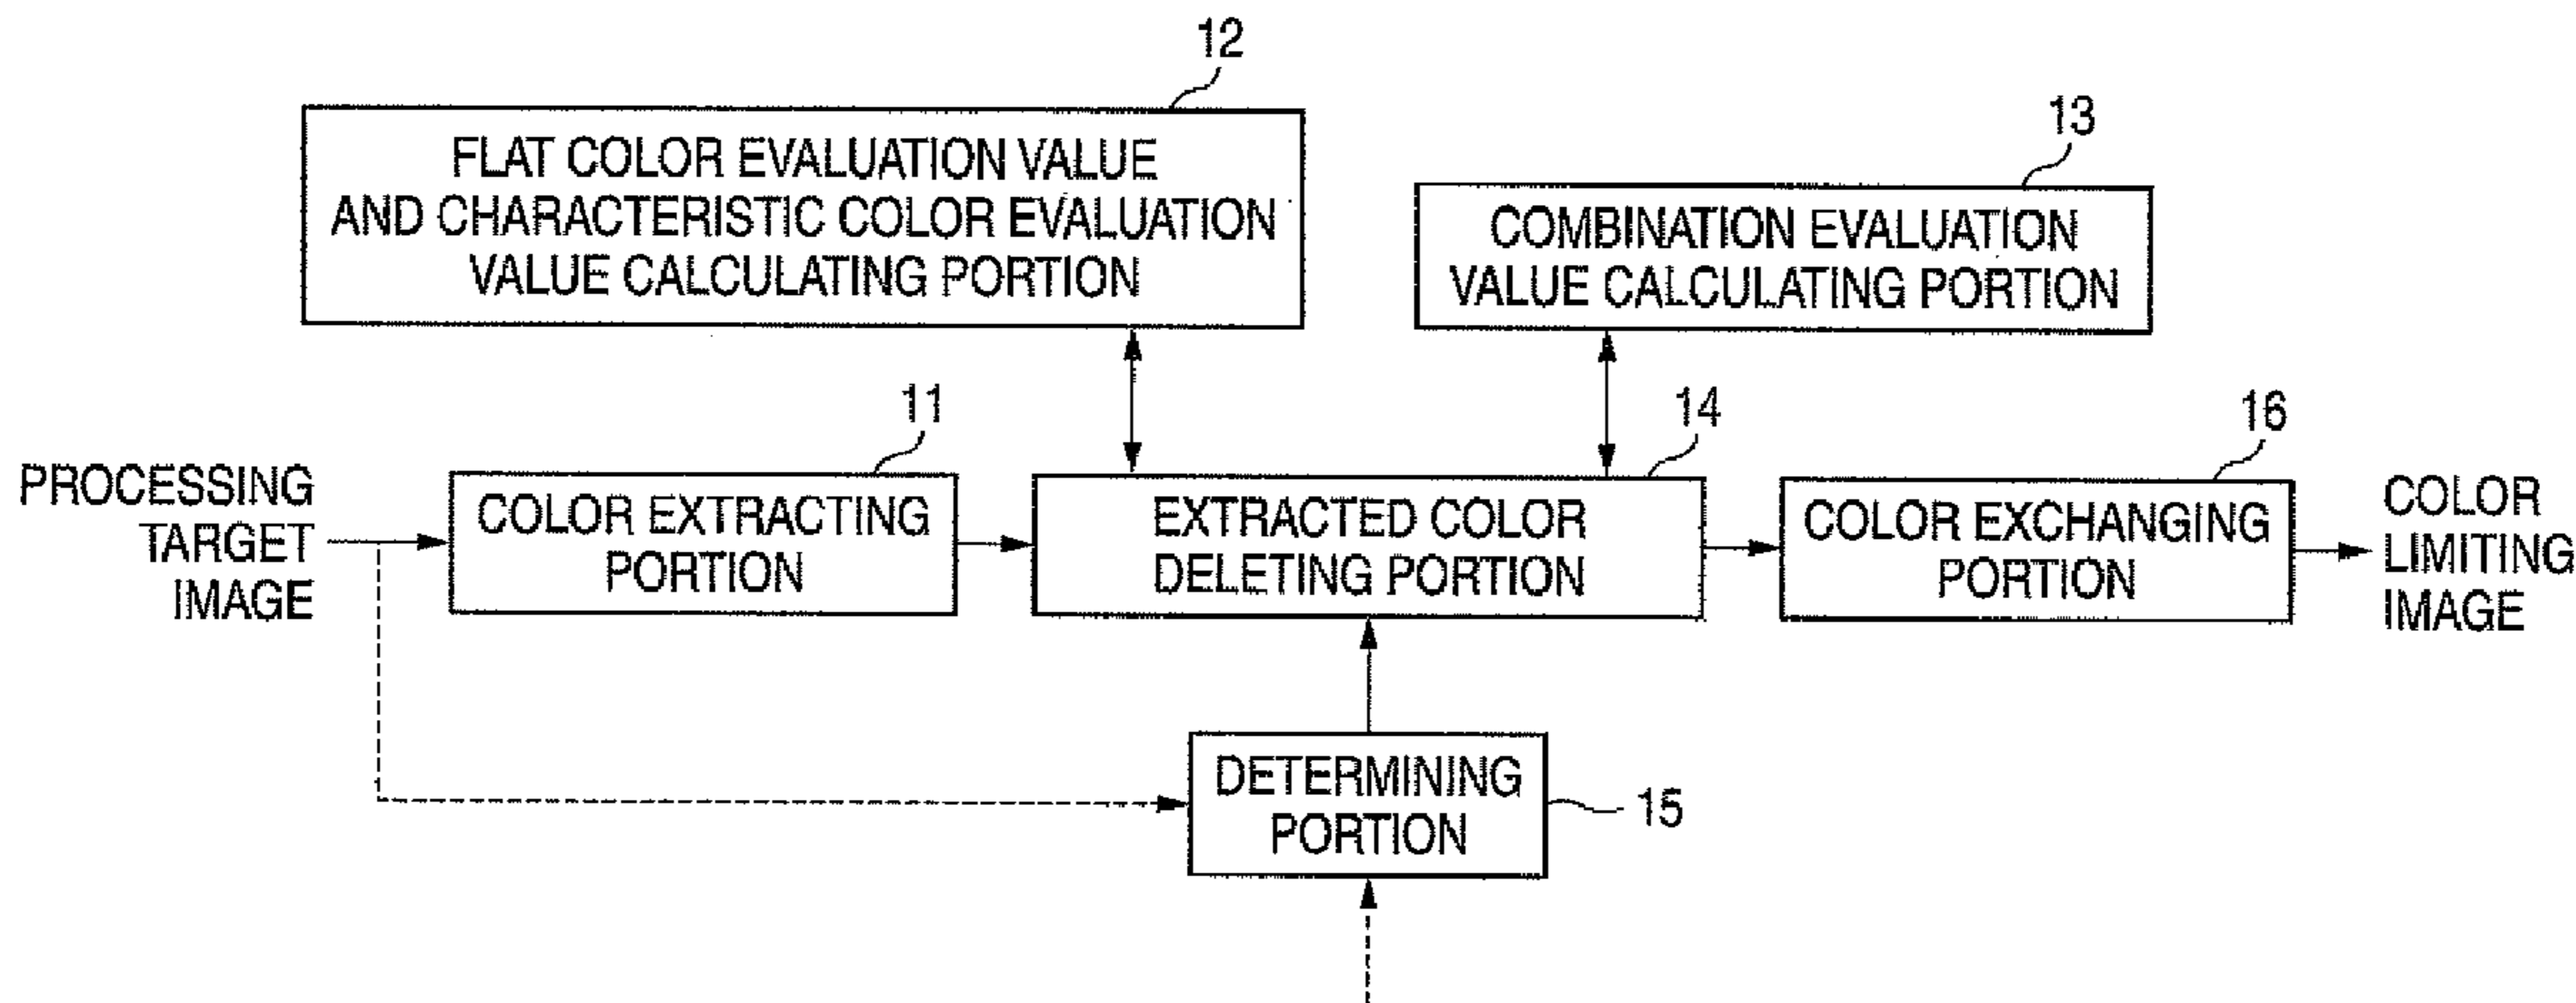 12
FLAT COLOR EVALUATION VALUE
AND CHARACTERISTIC COLOR EVALUATION
VALUE CALCULATING PORTION
13
COMBINATION EVALUATION
VALUE CALCULATING PORTION
PROCESSING
TARGET
IMAGE
11
COLOR EXTRACTING
PORTION
14
EXTRACTED COLOR
DELETING PORTION
16
COLOR EXCHANGING
PORTION
COLOR
LIMITING
IMAGE
DETERMINING
PORTION
15